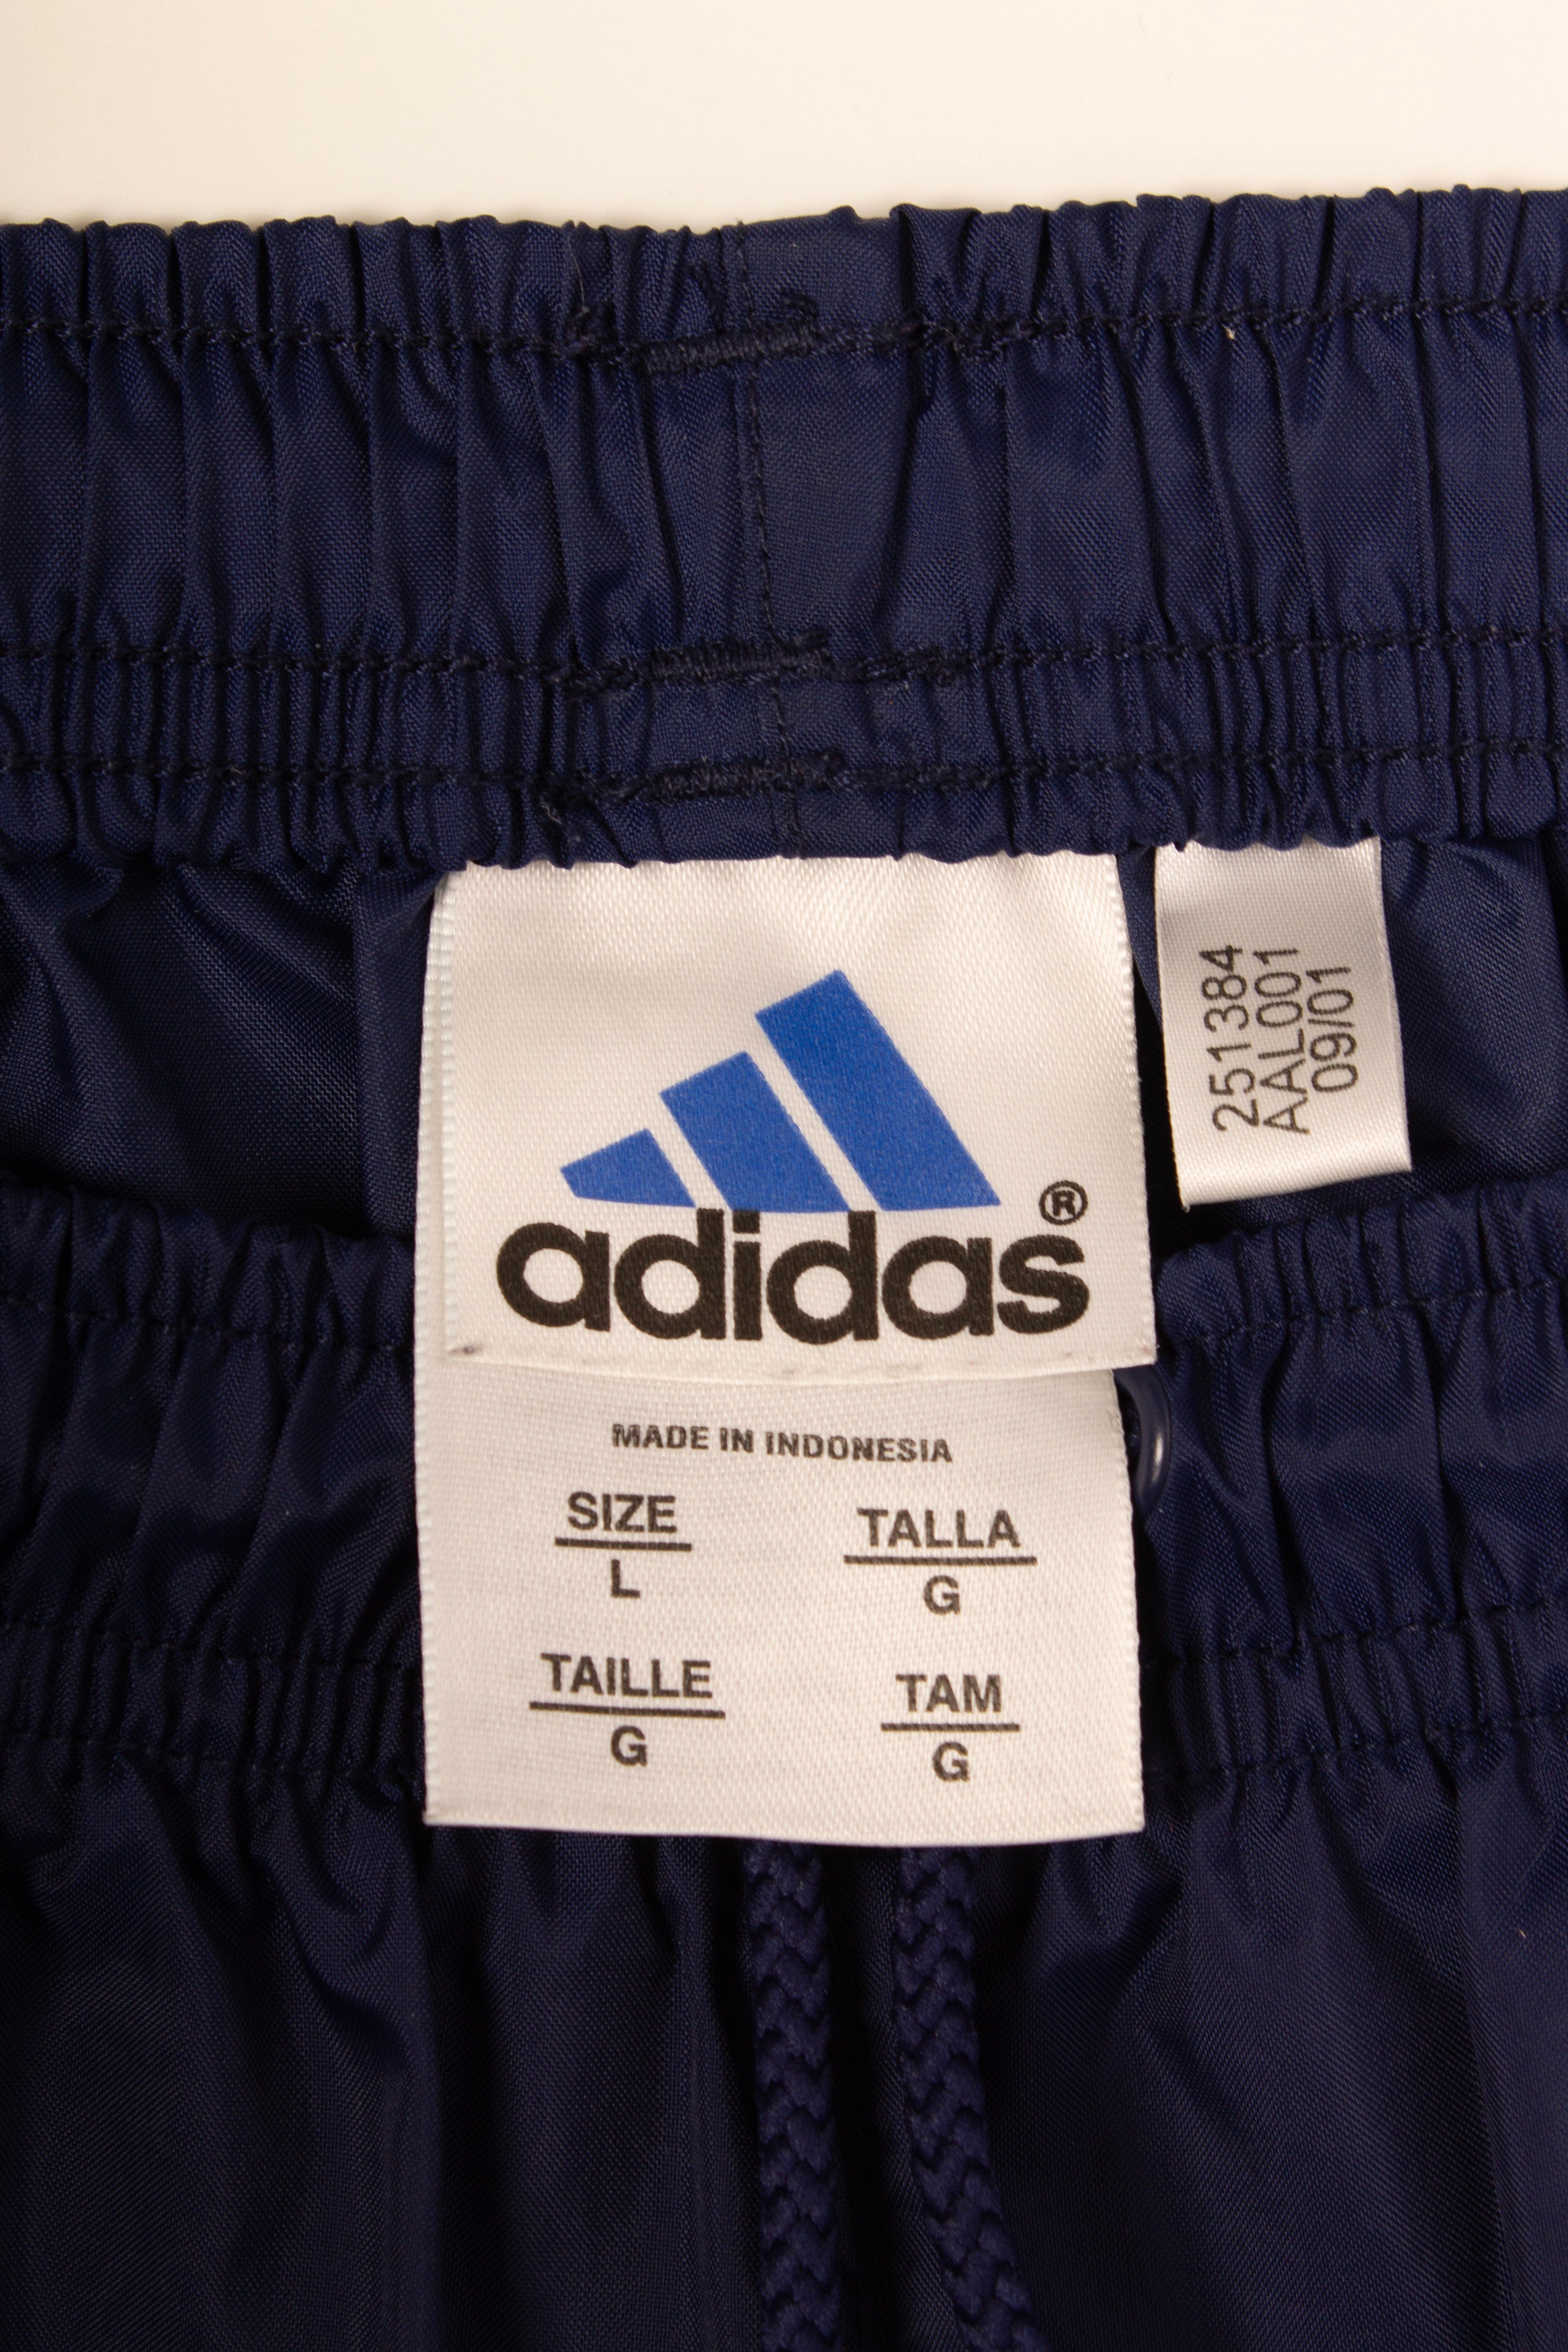 adidas®
MADE IN INDONESIA
SIZE
L
TALLA
G
TAILLE
G
TAM
G
251384
AAL001
09/01